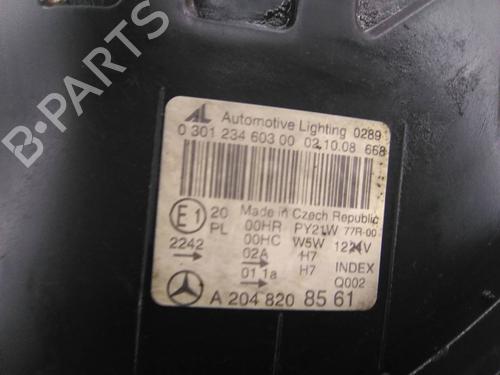 AL Automotive Lighting 0289
0 301 234 603 00 02.10.08 668
Made in Czech Republic
E1 20 00HR PY21W 77R-00
PL 00HC W5W 1224V
2242 02A H7
01 1a H7 INDEX
Q002
A 204 820 85 61
B-PARTS